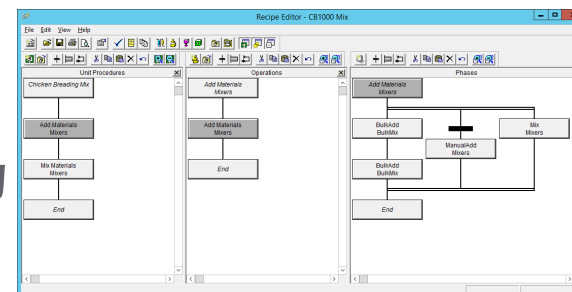 Recipe Editor - CB1000 Mix
File Edit View Help
Unit Procedures
Operations
Phases
Chicken Breading Mix
Add Materials
Mixers
Mix Materials
Mixers
End
Add Materials
Mixers
Add Materials
Mixers
End
Add Materials
Mixers
BulkAdd
BulkMix
ManualAdd
Mixers
Mix
Mixers
BulkAdd
BulkMix
End